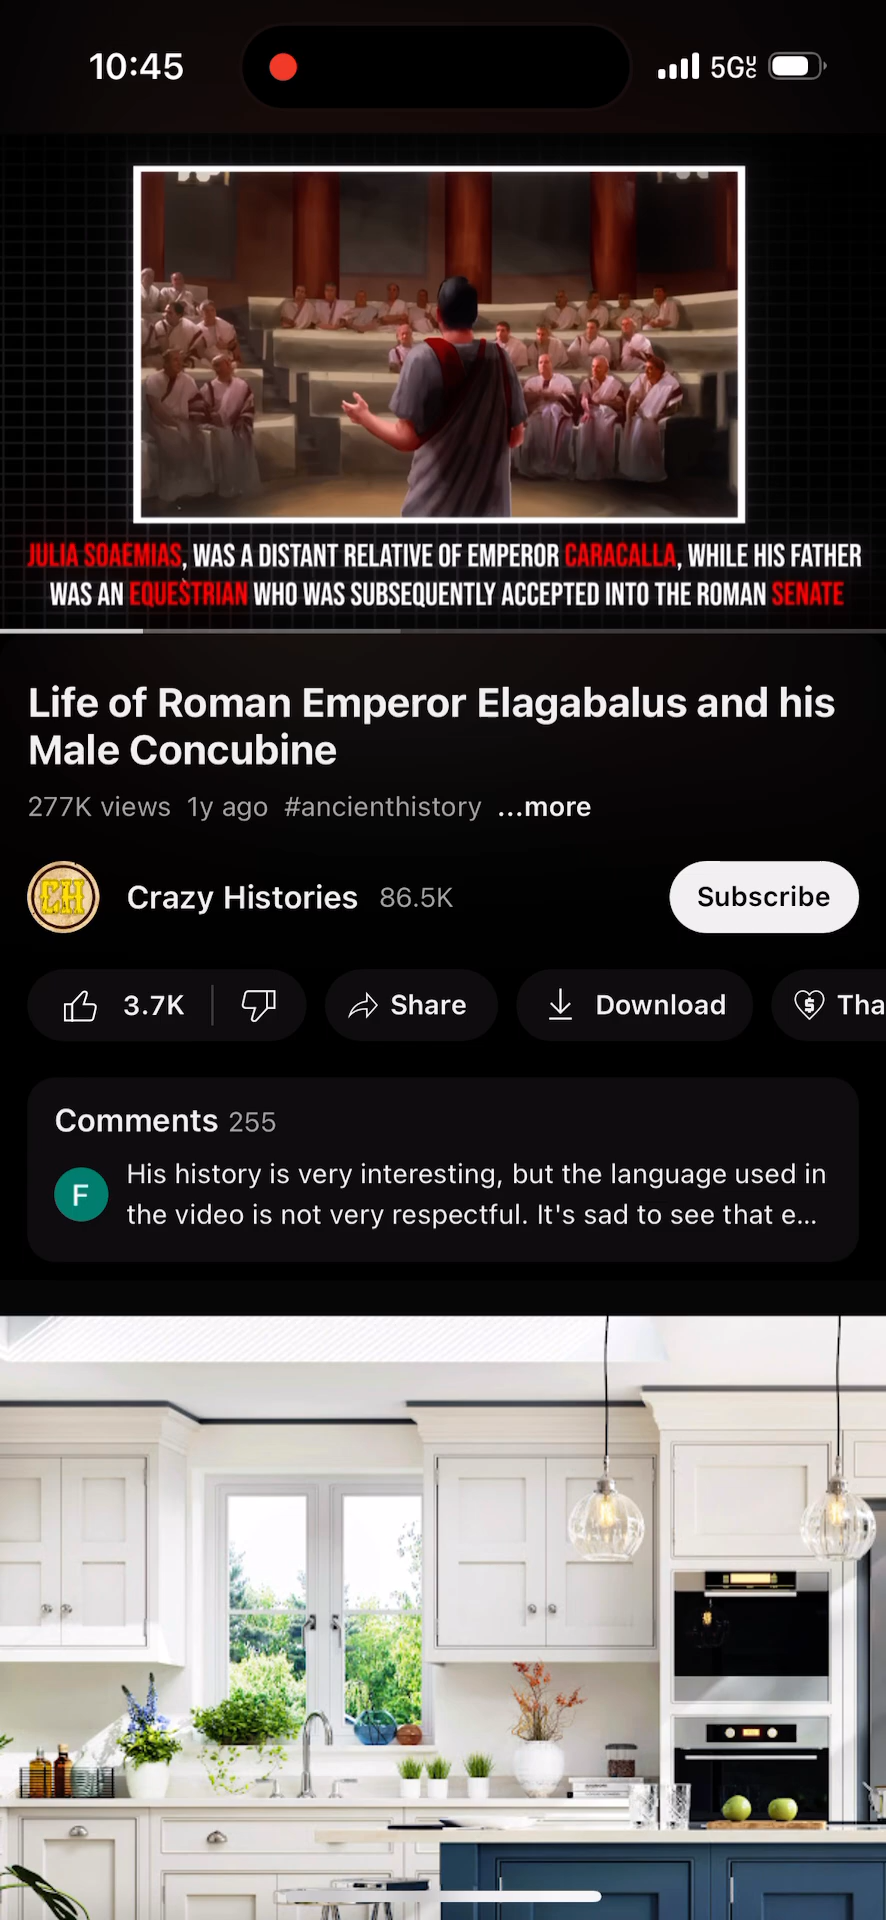 10:45
5GUC
JULIA SOAEMIAS, WAS A DISTANT RELATIVE OF EMPEROR CARACALLA, WHILE HIS FATHER
WAS AN EQUESTRIAN WHO WAS SUBSEQUENTLY ACCEPTED INTO THE ROMAN SENATE
Life of Roman Emperor Elagabalus and his
Male Concubine
277K views 1y ago #ancienthistory ...more
CH
Crazy Histories 86.5K
Subscribe
3.7K
Share
Download
Tha
Comments 255
F
His history is very interesting, but the language used in
the video is not very respectful. It's sad to see that e...